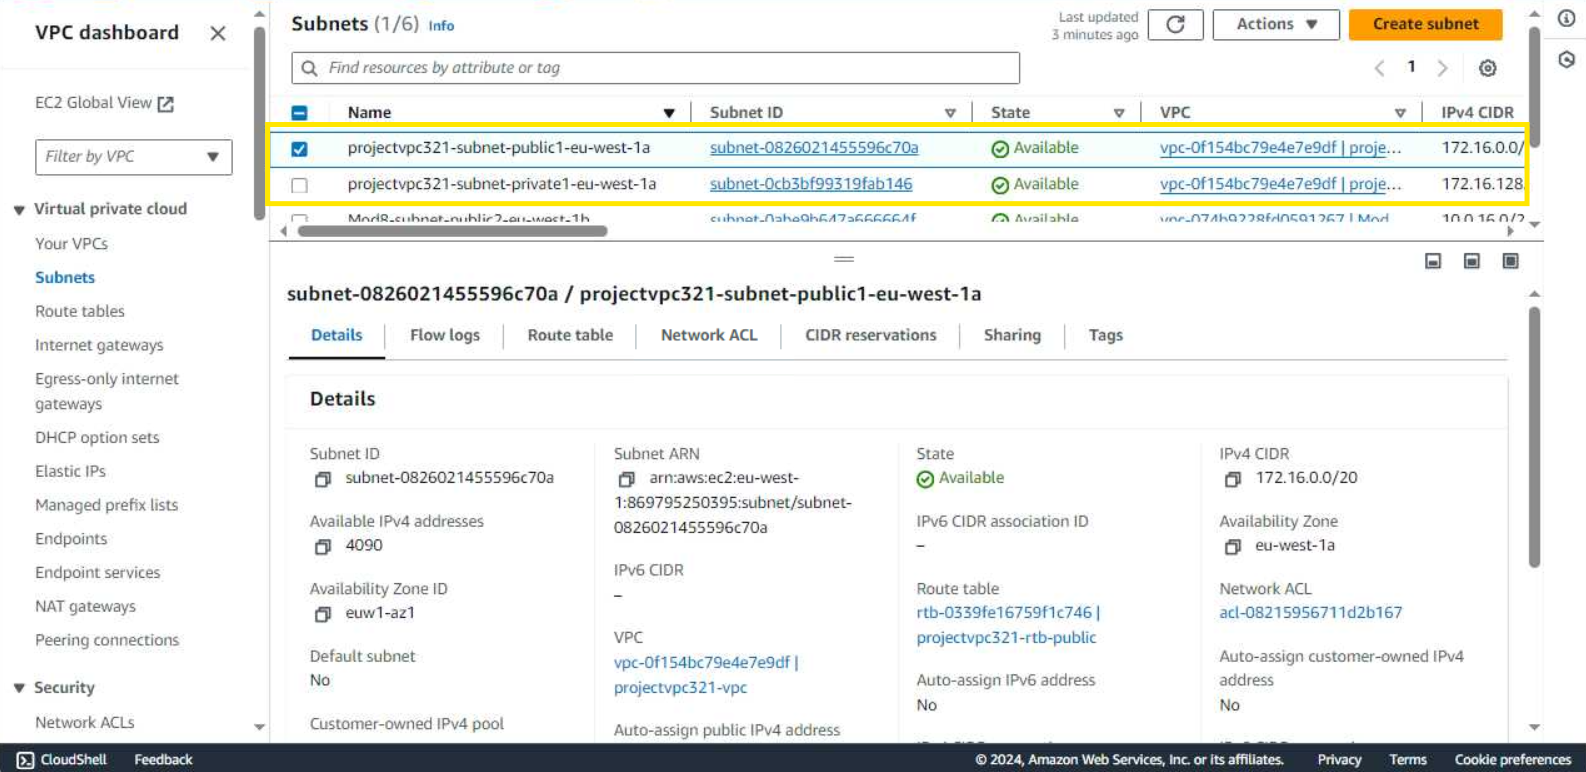 VPC dashboard
EC2 Global View
Filter by VPC
Virtual private cloud
Your VPCs
Subnets
Route tables
Internet gateways
Egress-only internet
gateways
DHCP option sets
Elastic IPs
Managed prefix lists
Endpoints
Endpoint services
NAT gateways
Peering connections
Security
Network ACLs
Subnets (1/6) Info
Last updated
3 minutes ago
Actions
Create subnet
Find resources by attribute or tag
1
Name Subnet ID State VPC IPv4 CIDR
projectvpc321-subnet-public1-eu-west-1a subnet-0826021455596c70a Available vpc-0f154bc79e4e7e9df | proje... 172.16.0.0/
projectvpc321-subnet-private1-eu-west-1a subnet-0cb3bf99319fab146 Available vpc-0f154bc79e4e7e9df | proje... 172.16.128.
Mod8-subnet-public2-eu-west-1b subnet-0abe9b647a666664f Available vpc-074b9228fd0591267 | Mod 10.0.16.0/2
subnet-0826021455596c70a / projectvpc321-subnet-public1-eu-west-1a
Details Flow logs Route table Network ACL CIDR reservations Sharing Tags
Details
Subnet ID
subnet-0826021455596c70a
Available IPv4 addresses
4090
Availability Zone ID
euw1-az1
Default subnet
No
Customer-owned IPv4 pool
Subnet ARN
arn:aws:ec2:eu-west-
1:869795250395:subnet/subnet-
0826021455596c70a
IPv6 CIDR
–
VPC
vpc-0f154bc79e4e7e9df |
projectvpc321-vpc
Auto-assign public IPv4 address
State
Available
IPv6 CIDR association ID
–
Route table
rtb-0339fe16759f1c746 |
projectvpc321-rtb-public
Auto-assign IPv6 address
No
IPv4 CIDR
172.16.0.0/20
Availability Zone
eu-west-1a
Network ACL
acl-08215956711d2b167
Auto-assign customer-owned IPv4
address
No
CloudShell Feedback © 2024, Amazon Web Services, Inc. or its affiliates. Privacy Terms Cookie preferences